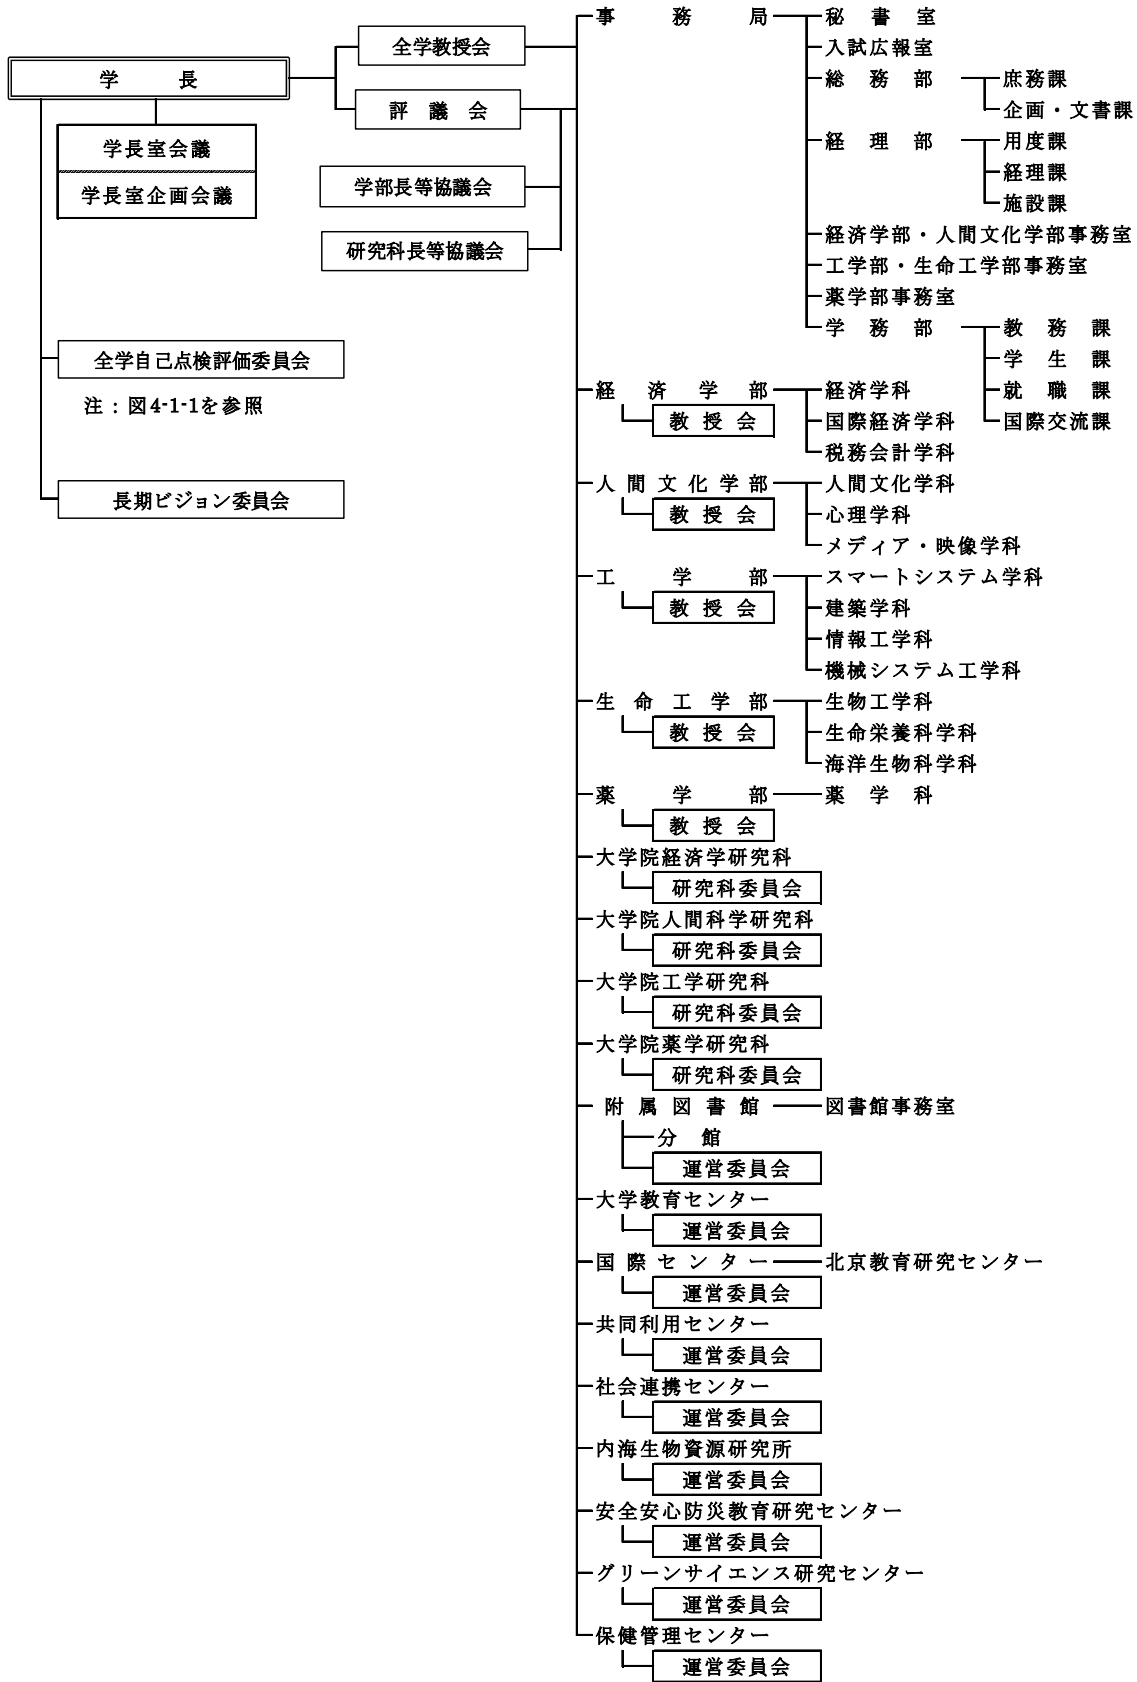 学長
全学教授会
評議会
学長室会議
学長室企画会議
学部長等協議会
研究科長等協議会
全学自己点検評価委員会
注：図4-1-1を参照
長期ビジョン委員会
事務局
秘書室
入試広報室
総務部
庶務課
企画・文書課
経理部
用度課
経理課
施設課
経済学部・人間文化学部事務室
工学部・生命工学部事務室
薬学部事務室
学務部
教務課
学生課
就職課
国際交流課
経済学部
教授会
経済学科
国際経済学科
税務会計学科
人間文化学部
教授会
人間文化学科
心理学科
メディア・映像学科
工学部
教授会
スマートシステム学科
建築学科
情報工学科
機械システム工学科
生命工学部
教授会
生物工学科
生命栄養科学科
海洋生物科学科
薬学部
教授会
薬学科
大学院経済学研究科
研究科委員会
大学院人間科学研究科
研究科委員会
大学院工学研究科
研究科委員会
大学院薬学研究科
研究科委員会
附属図書館
図書館事務室
分館
運営委員会
大学教育センター
運営委員会
国際センター
北京教育研究センター
運営委員会
共同利用センター
運営委員会
社会連携センター
運営委員会
内海生物資源研究所
運営委員会
安全安心防災教育研究センター
運営委員会
グリーンサイエンス研究センター
運営委員会
保健管理センター
運営委員会